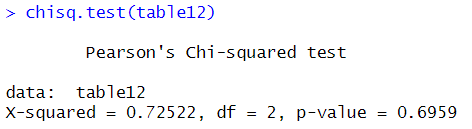 > chisq.test(table12)
Pearson's Chi-squared test
data:  table12
X-squared = 0.72522, df = 2, p-value = 0.6959